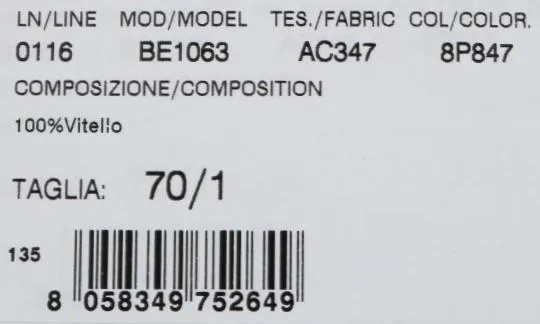 LN/LINE MOD/MODEL TES./FABRIC COL/COLOR.
0116 BE1063 AC347 8P847
COMPOSIZIONE/COMPOSITION
100%Vitello
TAGLIA: 70/1
135
8 058349 752649